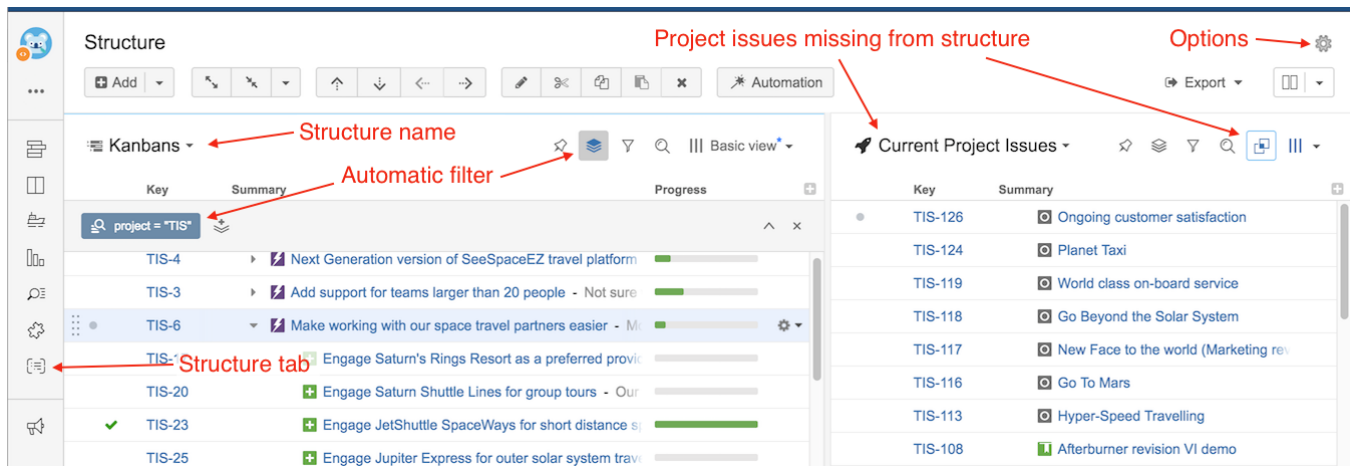 Structure
Project issues missing from structure
Options
Add
Automation
Export
Kanbans
Structure name
Basic view
Current Project Issues
Automatic filter
Key Summary Progress
Key Summary
project = "TIS"
TIS-4 Next Generation version of SeeSpaceEZ travel platform
TIS-3 Add support for teams larger than 20 people - Not sure
TIS-6 Make working with our space travel partners easier -
Engage Saturn's Rings Resort as a preferred
Structure tab
TIS-20 Engage Saturn Shuttle Lines for group tours - Our
TIS-23 Engage JetShuttle SpaceWays for short distance
TIS-25 Engage Jupiter Express for outer solar system
TIS-126 Ongoing customer satisfaction
TIS-124 Planet Taxi
TIS-119 World class on-board service
TIS-118 Go Beyond the Solar System
TIS-117 New Face to the world (Marketing
TIS-116 Go To Mars
TIS-113 Hyper-Speed Travelling
TIS-108 Afterburner revision VI demo